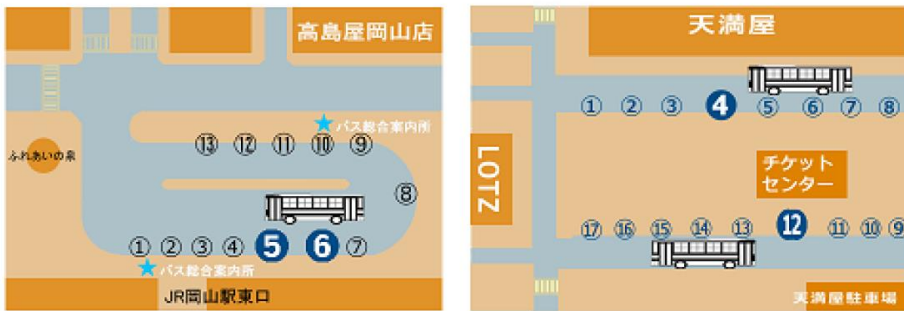 高島屋岡山店
バス総合案内所
⑬ ⑫ ⑪ ⑩ ⑨
ふれあいの泉
⑧
① ② ③ ④ 5 6 ⑦
バス総合案内所
JR岡山駅東口
天満屋
① ② ③ 4 ⑤ ⑥ ⑦ ⑧
LOTZ
チケット
センター
⑰ ⑯ ⑮ ⑭ ⑬ 12 ⑪ ⑩ ⑨
天満屋駐車場